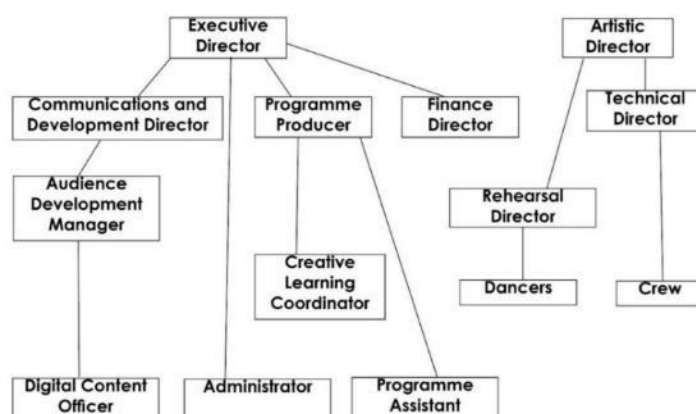 Executive
Director
Artistic
Director
Communications and
Development Director
Programme
Producer
Finance
Director
Technical
Director
Audience
Development
Manager
Rehearsal
Director
Creative
Learning
Coordinator
Dancers
Crew
Digital Content
Officer
Administrator
Programme
Assistant